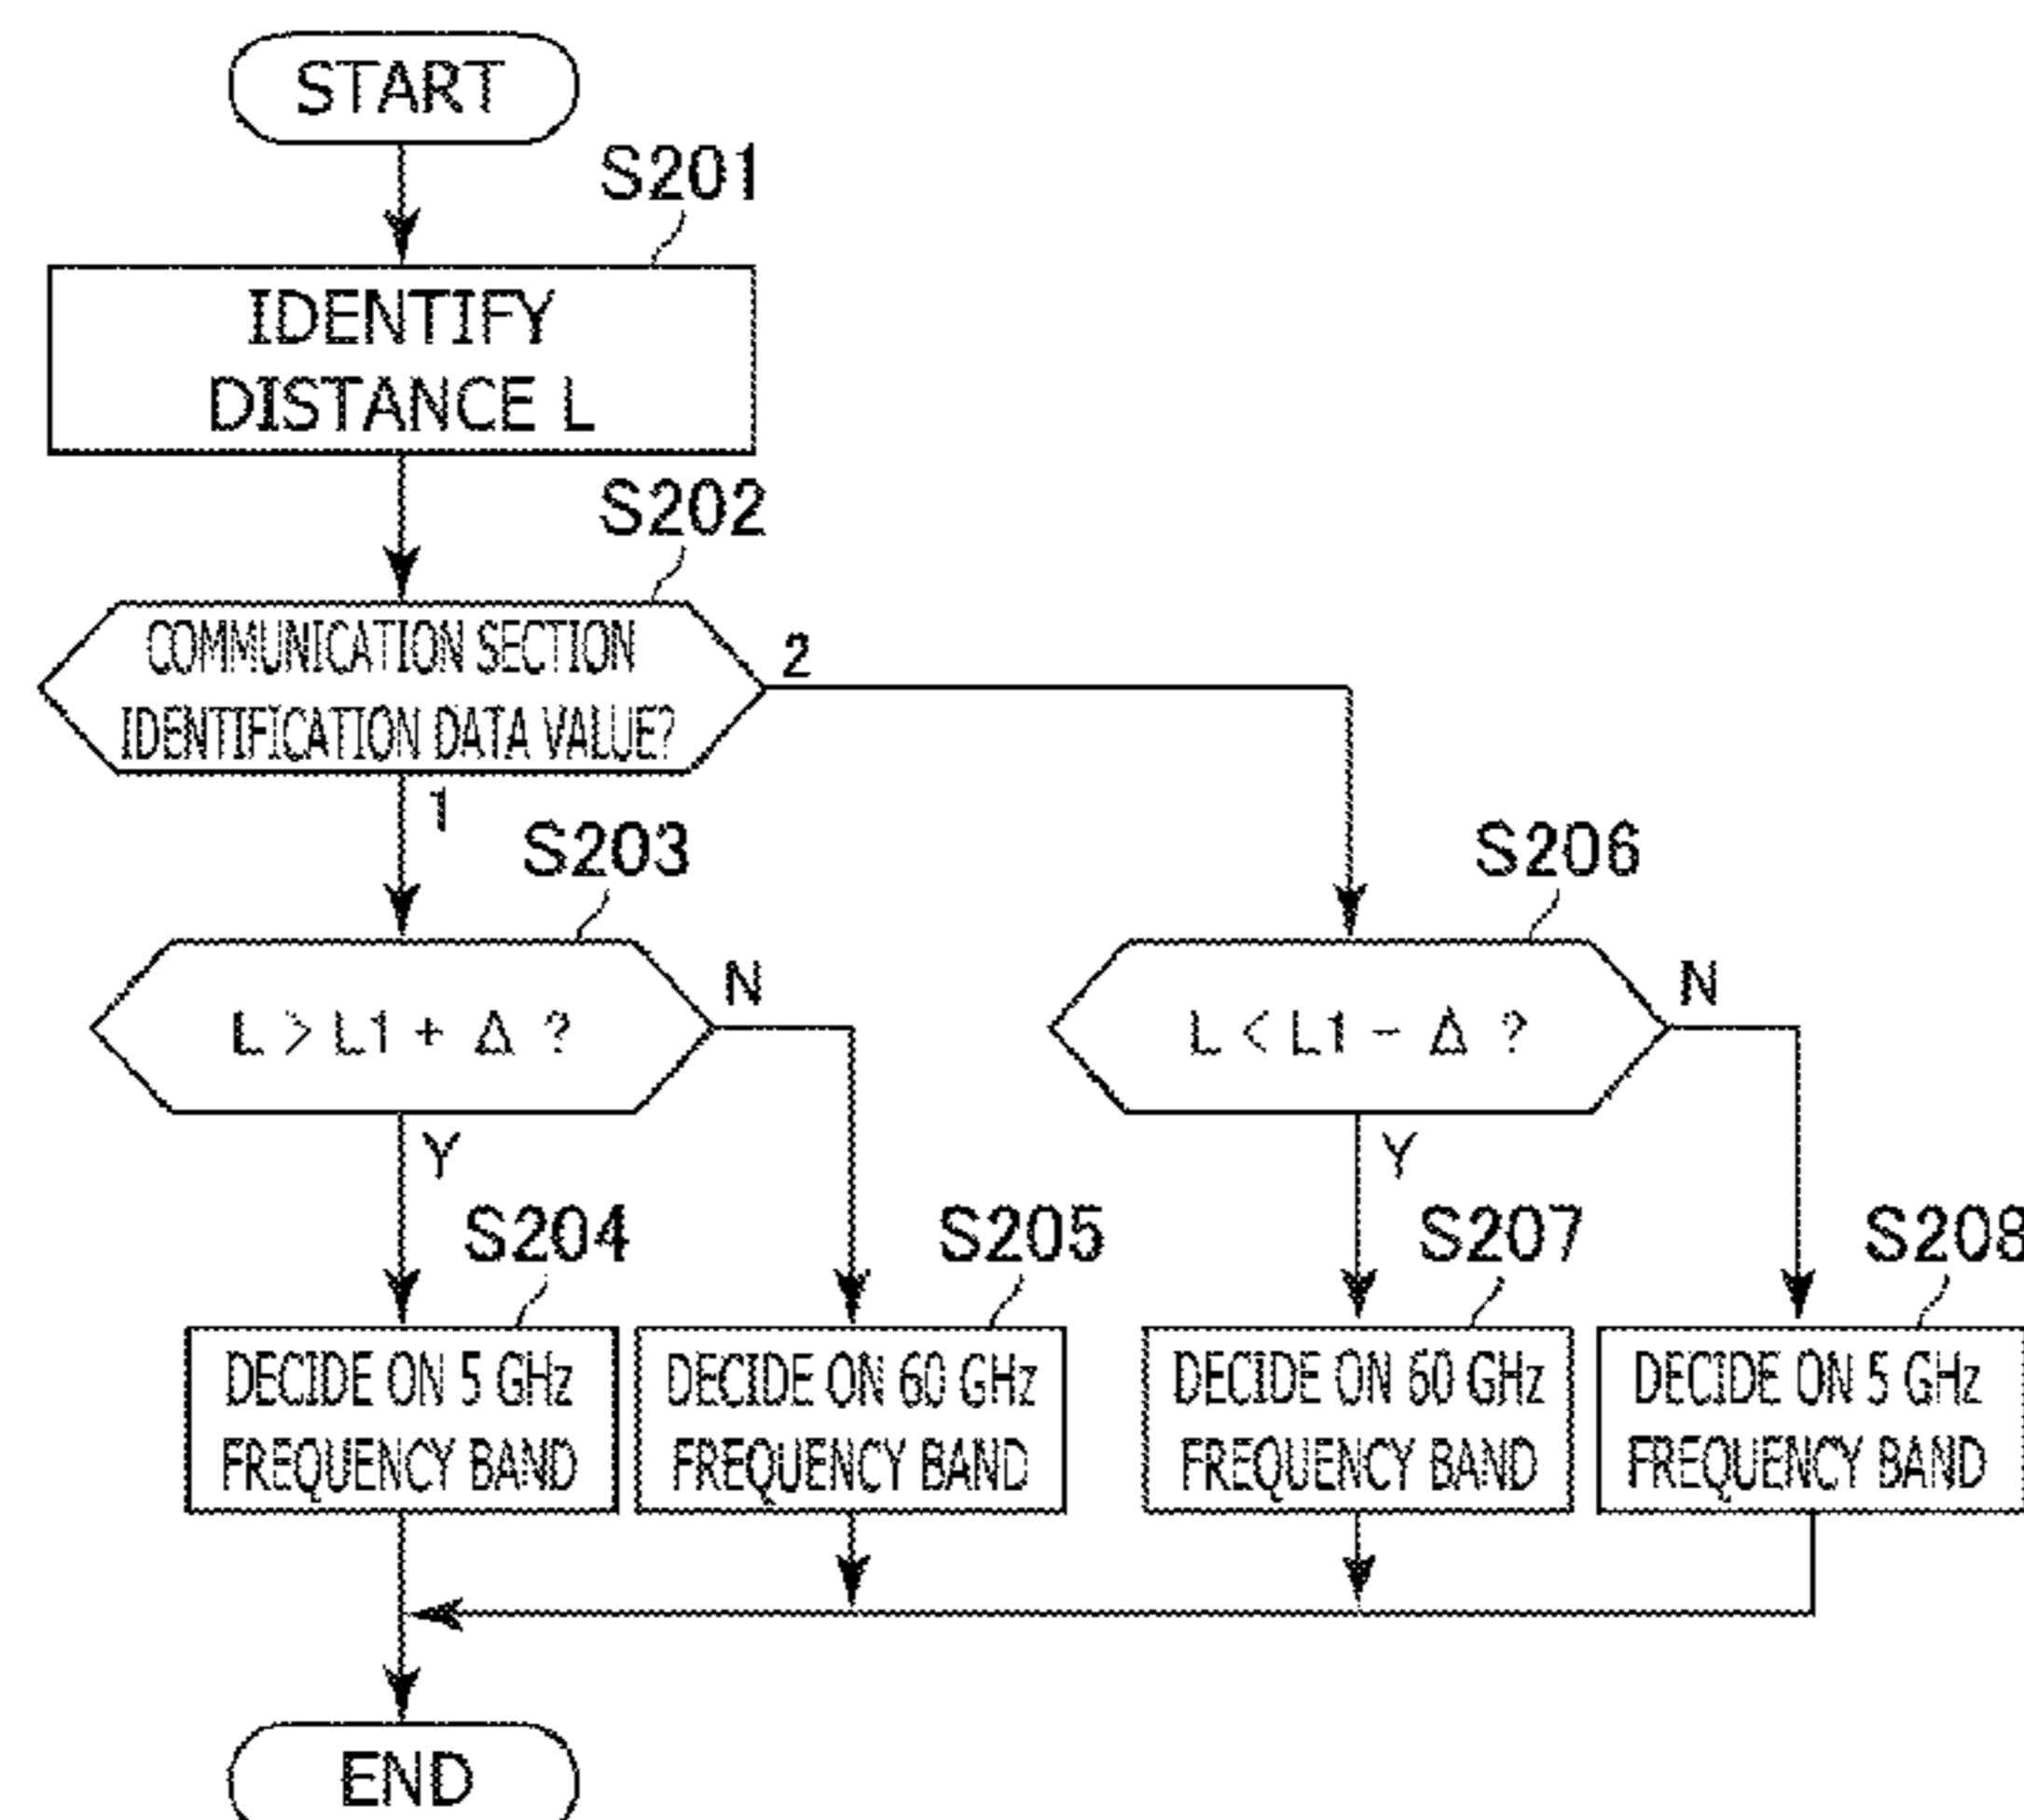 START
S201
IDENTIFY
DISTANCE L
S202
COMMUNICATION SECTION
IDENTIFICATION DATA VALUE?
2
1
S203
L > L1 + Δ ?
N
Y
S206
L < L1 - Δ ?
N
Y
S204
DECIDE ON 5 GHz
FREQUENCY BAND
S205
DECIDE ON 60 GHz
FREQUENCY BAND
S207
DECIDE ON 60 GHz
FREQUENCY BAND
S208
DECIDE ON 5 GHz
FREQUENCY BAND
END